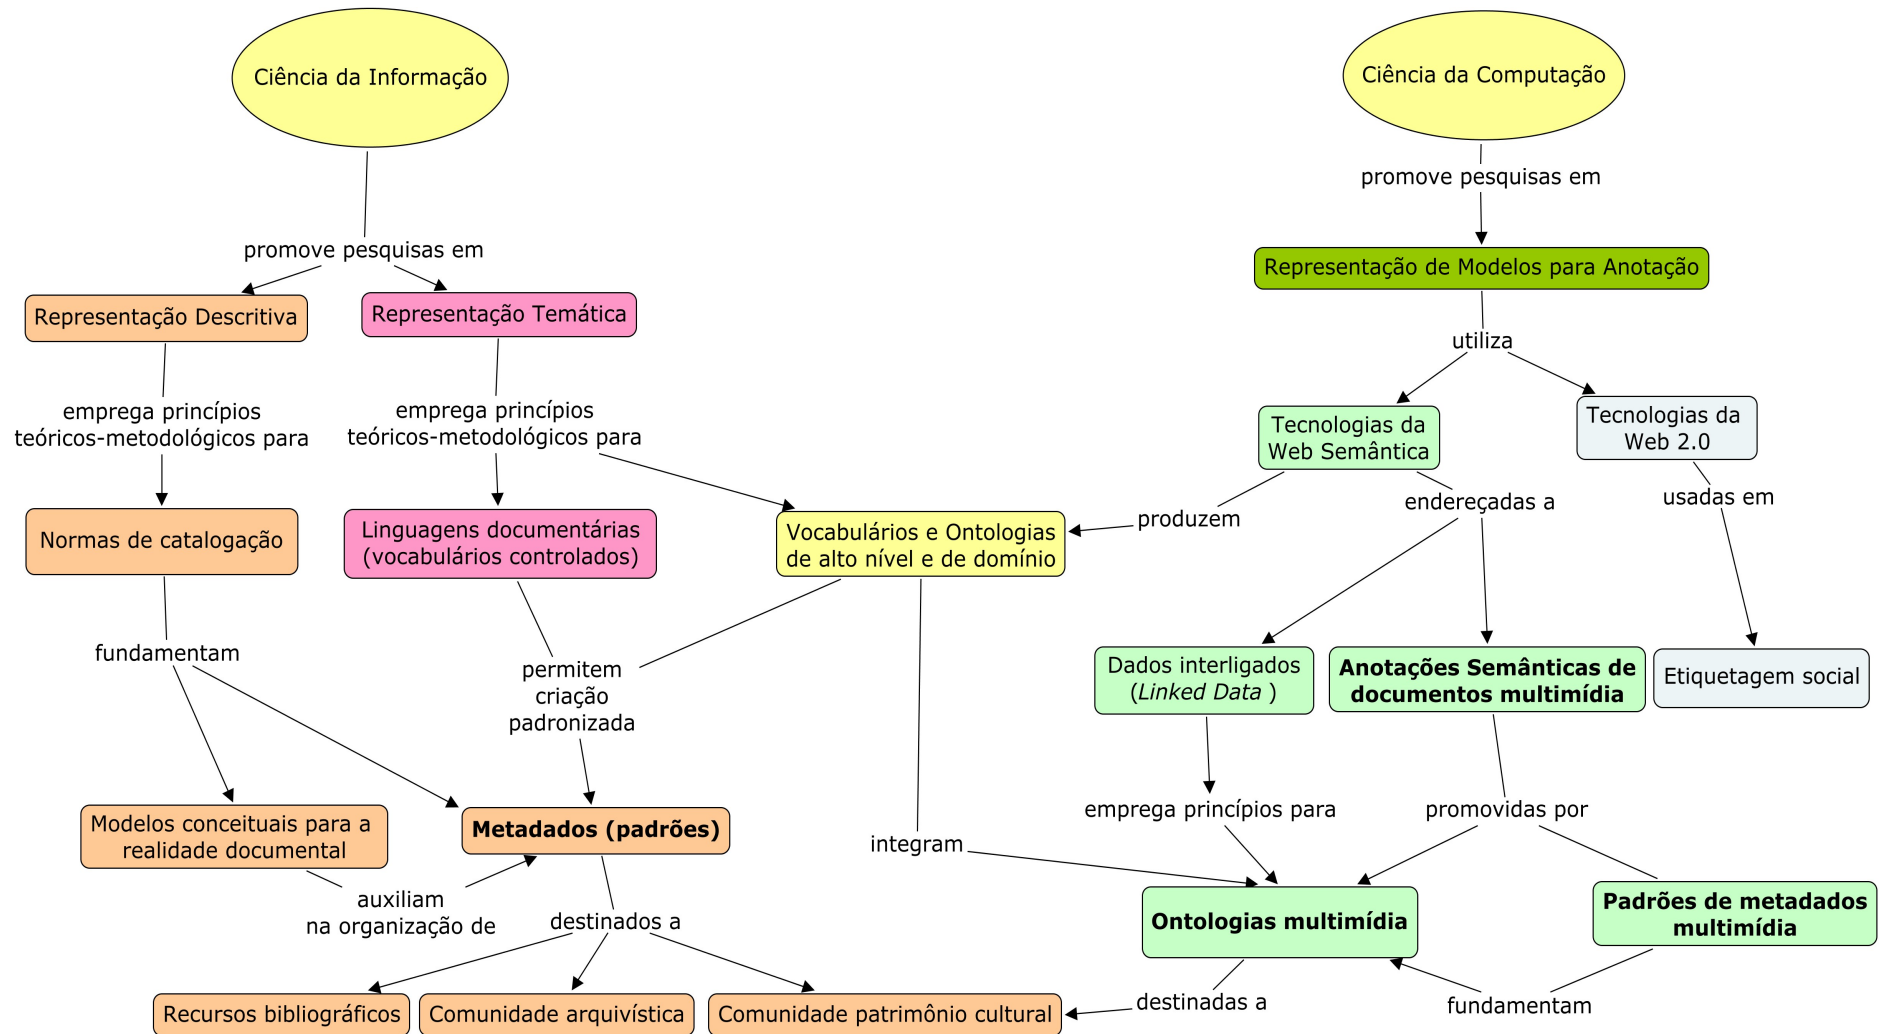 Ciência da Informação
Ciência da Computação
promove pesquisas em
promove pesquisas em
Representação de Modelos para Anotação
Representação Descritiva
Representação Temática
utiliza
emprega princípios
teóricos-metodológicos para
emprega princípios
teóricos-metodológicos para
Tecnologias da
Web Semântica
Tecnologias da
Web 2.0
endereçadas a
usadas em
produzem
Normas de catalogação
Linguagens documentárias
(vocabulários controlados)
Vocabulários e Ontologias
de alto nível e de domínio
fundamentam
permitem
criação
padronizada
Dados interligados
(Linked Data )
Anotações Semânticas de
documentos multimídia
Etiquetagem social
Modelos conceituais para a
realidade documental
Metadados (padrões)
integram
emprega princípios para
promovidas por
auxiliam
na organização de
destinados a
Ontologias multimídia
Padrões de metadados
multimídia
Recursos bibliográficos
Comunidade arquivística
Comunidade patrimônio cultural
destinadas a
fundamentam